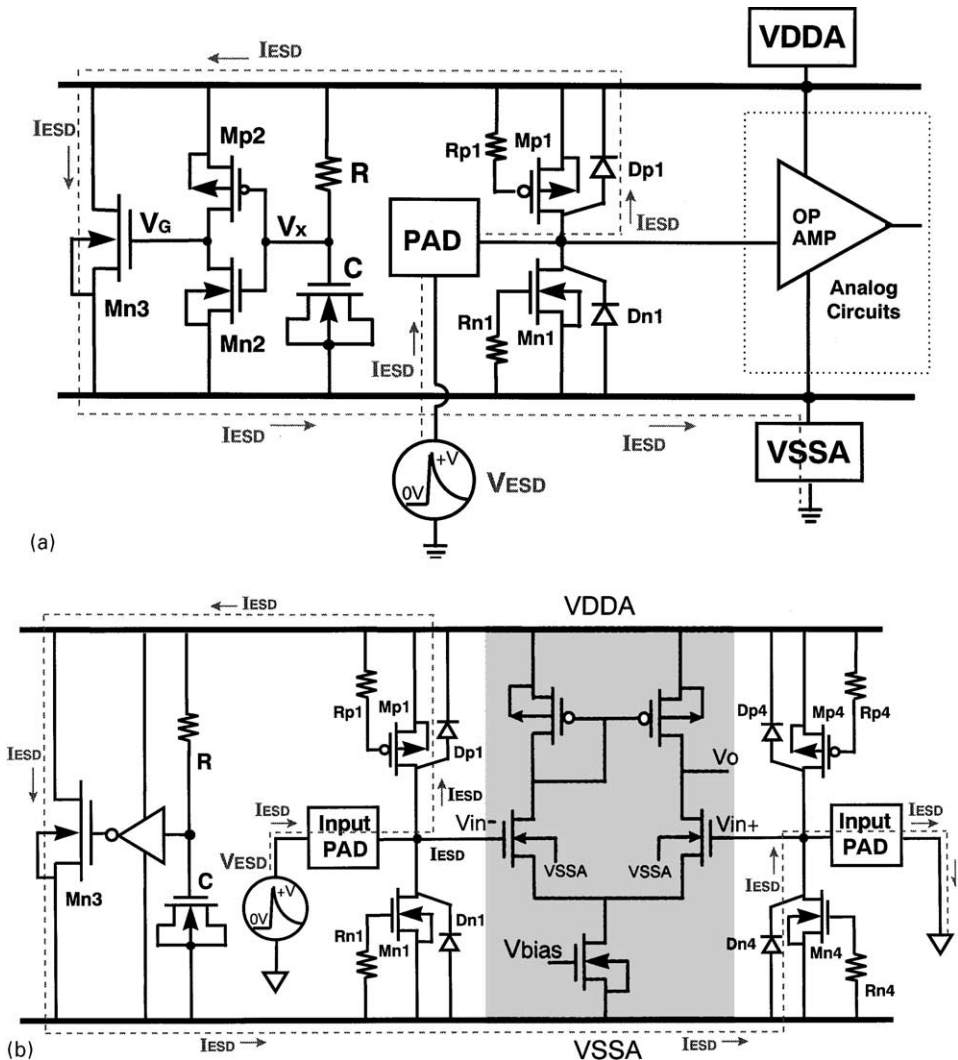 IESD
VDDA
IESD
Mp2
R
Rp1
Mp1
Dp1
IESD
VG
Vx
PAD
OP
AMP
C
Analog
Circuits
Mn3
Mn2
Rn1
Mn1
Dn1
IESD
IESD
IESD
VSSA
+V
0V
VESD
(a)
IESD
VDDA
Rp1
Mp1
Dp1
Dp4
Mp4
Rp4
IESD
R
Vo
IESD
IESD
Input
PAD
Vin-
Vin+
Input
PAD
IESD
VESD
IESD
VSSA
VSSA
IESD
Mn3
C
+V
0V
Rn1
Mn1
Dn1
Vbias
Dn4
Mn4
Rn4
IESD
IESD
VSSA
IESD
(b)